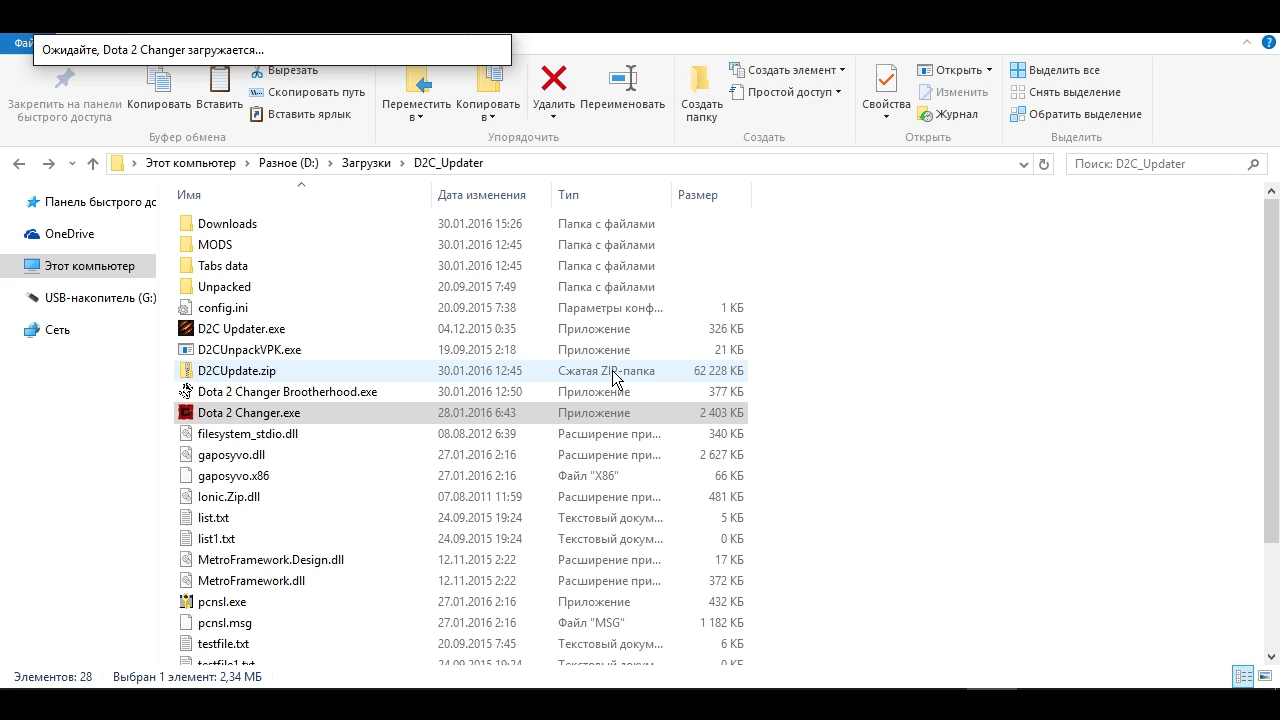 Ожидайте, Dota 2 Changer загружается...
Вырезать
Скопировать путь
Вставить ярлык
Закрепить на панели быстрого доступа
Копировать
Вставить
Буфер обмена
Переместить в
Копировать в
Удалить
Переименовать
Упорядочить
Создать папку
Создать элемент
Простой доступ
Создать
Свойства
Открыть
Изменить
Журнал
Открыть
Выделить все
Снять выделение
Обратить выделение
Выделить
Этот компьютер > Разное (D:) > Загрузки > D2C_Updater
Поиск: D2C_Updater
Панель быстрого до
OneDrive
Этот компьютер
USB-накопитель (G:)
Сеть
Имя Дата изменения Тип Размер
Downloads 30.01.2016 15:26 Папка с файлами
MODS 30.01.2016 12:45 Папка с файлами
Tabs data 30.01.2016 12:45 Папка с файлами
Unpacked 20.09.2015 7:49 Папка с файлами
config.ini 20.09.2015 7:38 Параметры конф... 1 КБ
D2C Updater.exe 04.12.2015 0:35 Приложение 326 КБ
D2CUnpackVPK.exe 19.09.2015 2:18 Приложение 21 КБ
D2CUpdate.zip 30.01.2016 12:45 Сжатая ZIP-папка 62 228 КБ
Dota 2 Changer Brootherhood.exe 30.01.2016 12:50 Приложение 377 КБ
Dota 2 Changer.exe 28.01.2016 6:43 Приложение 2 403 КБ
filesystem_stdio.dll 08.08.2012 6:39 Расширение при... 340 КБ
gaposyvo.dll 27.01.2016 2:16 Расширение при... 2 627 КБ
gaposyvo.x86 27.01.2016 2:16 Файл "X86" 66 КБ
Ionic.Zip.dll 07.08.2011 11:59 Расширение при... 481 КБ
list.txt 24.09.2015 19:24 Текстовый докум... 5 КБ
list1.txt 24.09.2015 19:24 Текстовый докум... 0 КБ
MetroFramework.Design.dll 12.11.2015 2:22 Расширение при... 17 КБ
MetroFramework.dll 12.11.2015 2:22 Расширение при... 372 КБ
pcnsl.exe 27.01.2016 2:16 Приложение 432 КБ
pcnsl.msg 27.01.2016 2:16 Файл "MSG" 1 182 КБ
testfile.txt 20.09.2015 7:45 Текстовый докум... 6 КБ
testfile1.txt 24.09.2015 19:24 Текстовый докум... 0 КБ
Элементов: 28 Выбран 1 элемент: 2,34 МБ